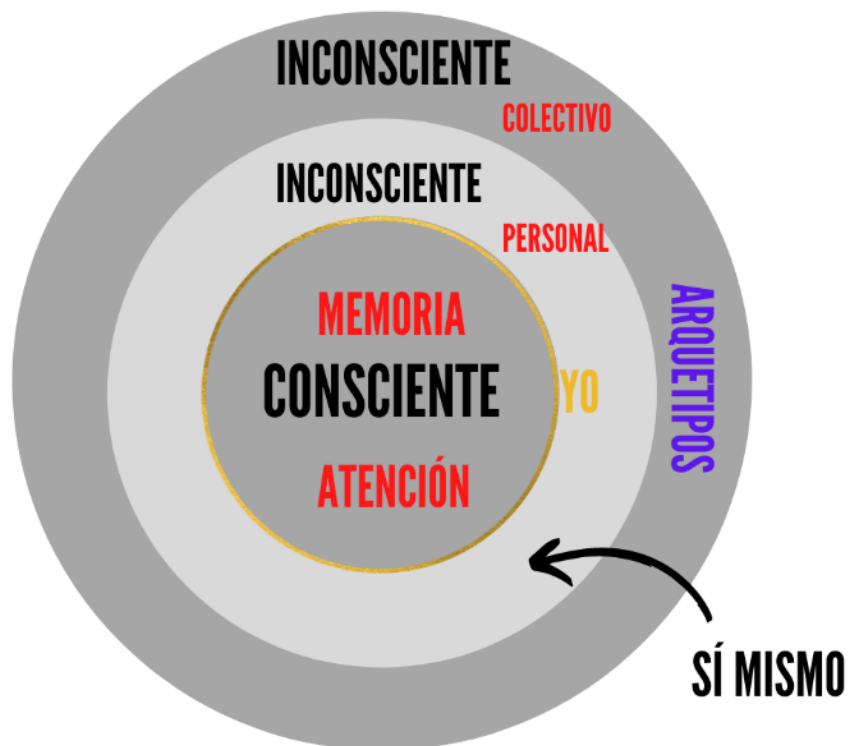 INCONSCIENTE
COLECTIVO
INCONSCIENTE
PERSONAL
MEMORIA
CONSCIENTE
ATENCIÓN
YO
ARQUETIPOS
SÍ MISMO